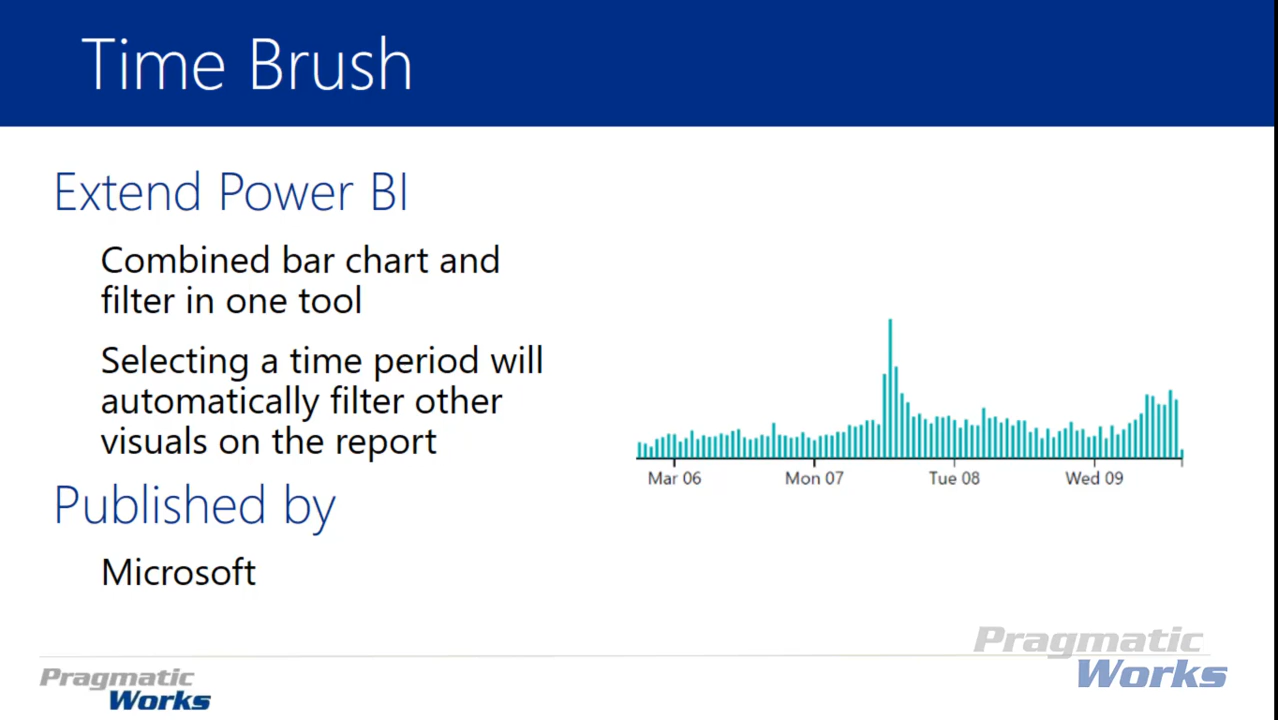 Time Brush
Extend Power BI
Combined bar chart and
filter in one tool
Selecting a time period will
automatically filter other
visuals on the report
Published by
Microsoft
Mar 06 Mon 07 Tue 08 Wed 09
Pragmatic
Works
Pragmatic
Works